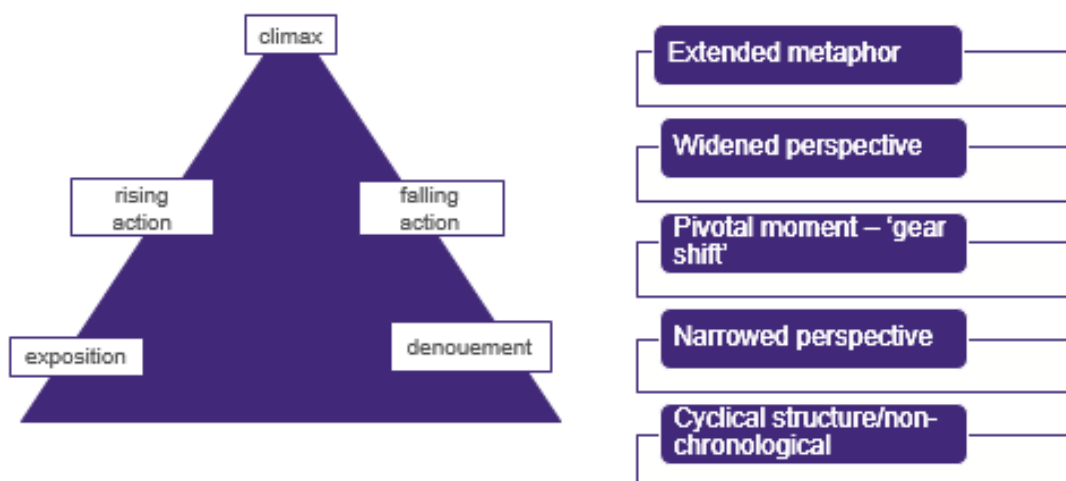 climax
rising
action
falling
action
exposition
denouement
Extended metaphor
Widened perspective
Pivotal moment – ‘gear
shift’
Narrowed perspective
Cyclical structure/non-
chronological